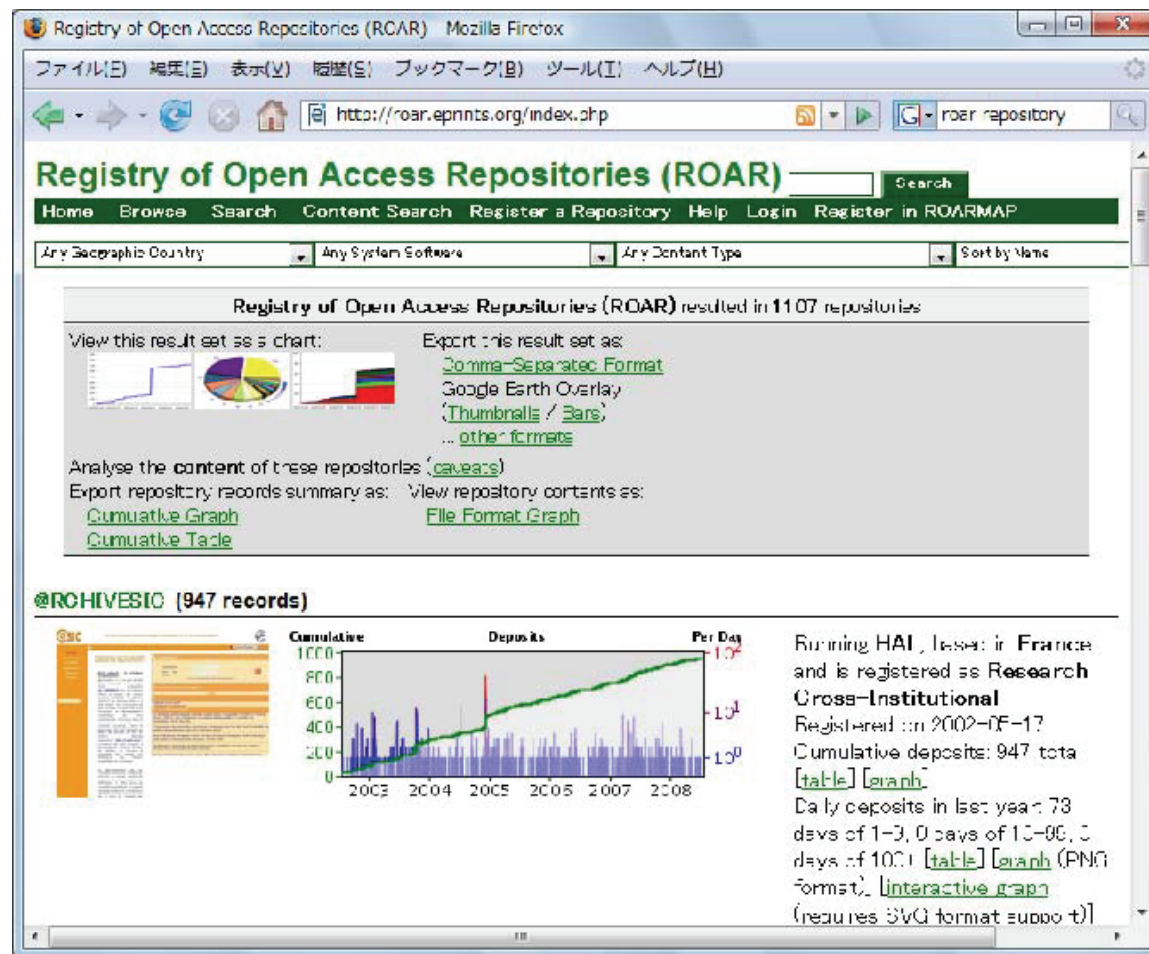 Registry of Open Access Repositories (ROAR) Mozilla Firefox
ファイル(F) 編集(E) 表示(V) 履歴(S) ブックマーク(B) ツール(T) ヘルプ(H)
http://roar.eprints.org/index.php
roar repository
Registry of Open Access Repositories (ROAR) Search
Home Browse Search Content Search Register a Repository Help Login Register in ROARMAP
Any Geographic Country Any System Software Any Content Type Sort by Name
Registry of Open Access Repositories (ROAR) resulted in 1107 repositories
View this result set as a chart: Export this result set as:
Comma-Separated Format
Google Earth Overlay
(Thumbnails / Bars)
... other formats
Analyse the content of these repositories (caveats)
Export repository records summary as: View repository contents as:
Cumulative Graph File Format Graph
Cumulative Table
@RCHIVESIC (947 records)
Cumulative Deposits Per Day
1000 10²
800
600 10¹
400
200 10⁰
0
2003 2004 2005 2006 2007 2008
Running HAL, based in France
and is registered as Research
Cross-Institutional
Registered on 2002-05-17
Cumulative deposits: 947 total
[table] [graph]
Daily deposits in last year: 73
days of 1-9, 0 days of 10-99, 0
days of 100+ [table] [graph (PNG
format)] [interactive graph
(requires SVG format support)]